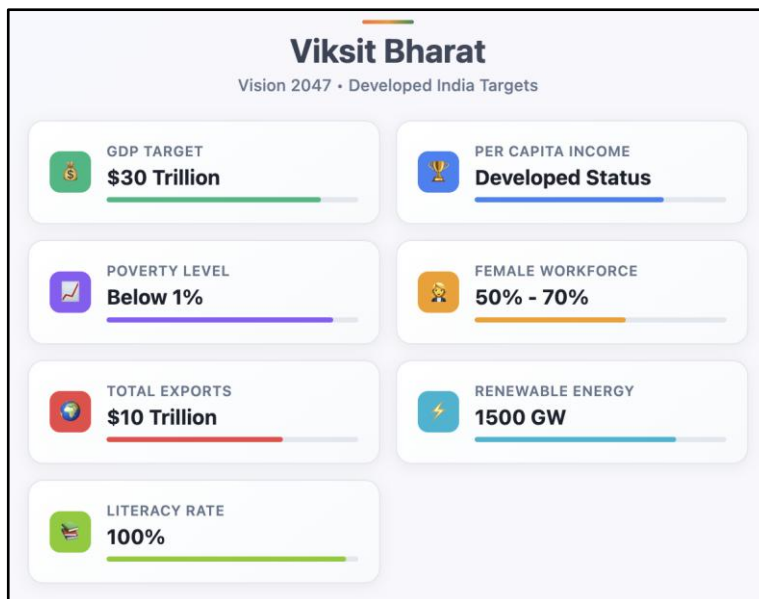 Viksit Bharat
Vision 2047 • Developed India Targets
GDP TARGET
$30 Trillion
PER CAPITA INCOME
Developed Status
POVERTY LEVEL
Below 1%
FEMALE WORKFORCE
50% - 70%
TOTAL EXPORTS
$10 Trillion
RENEWABLE ENERGY
1500 GW
LITERACY RATE
100%